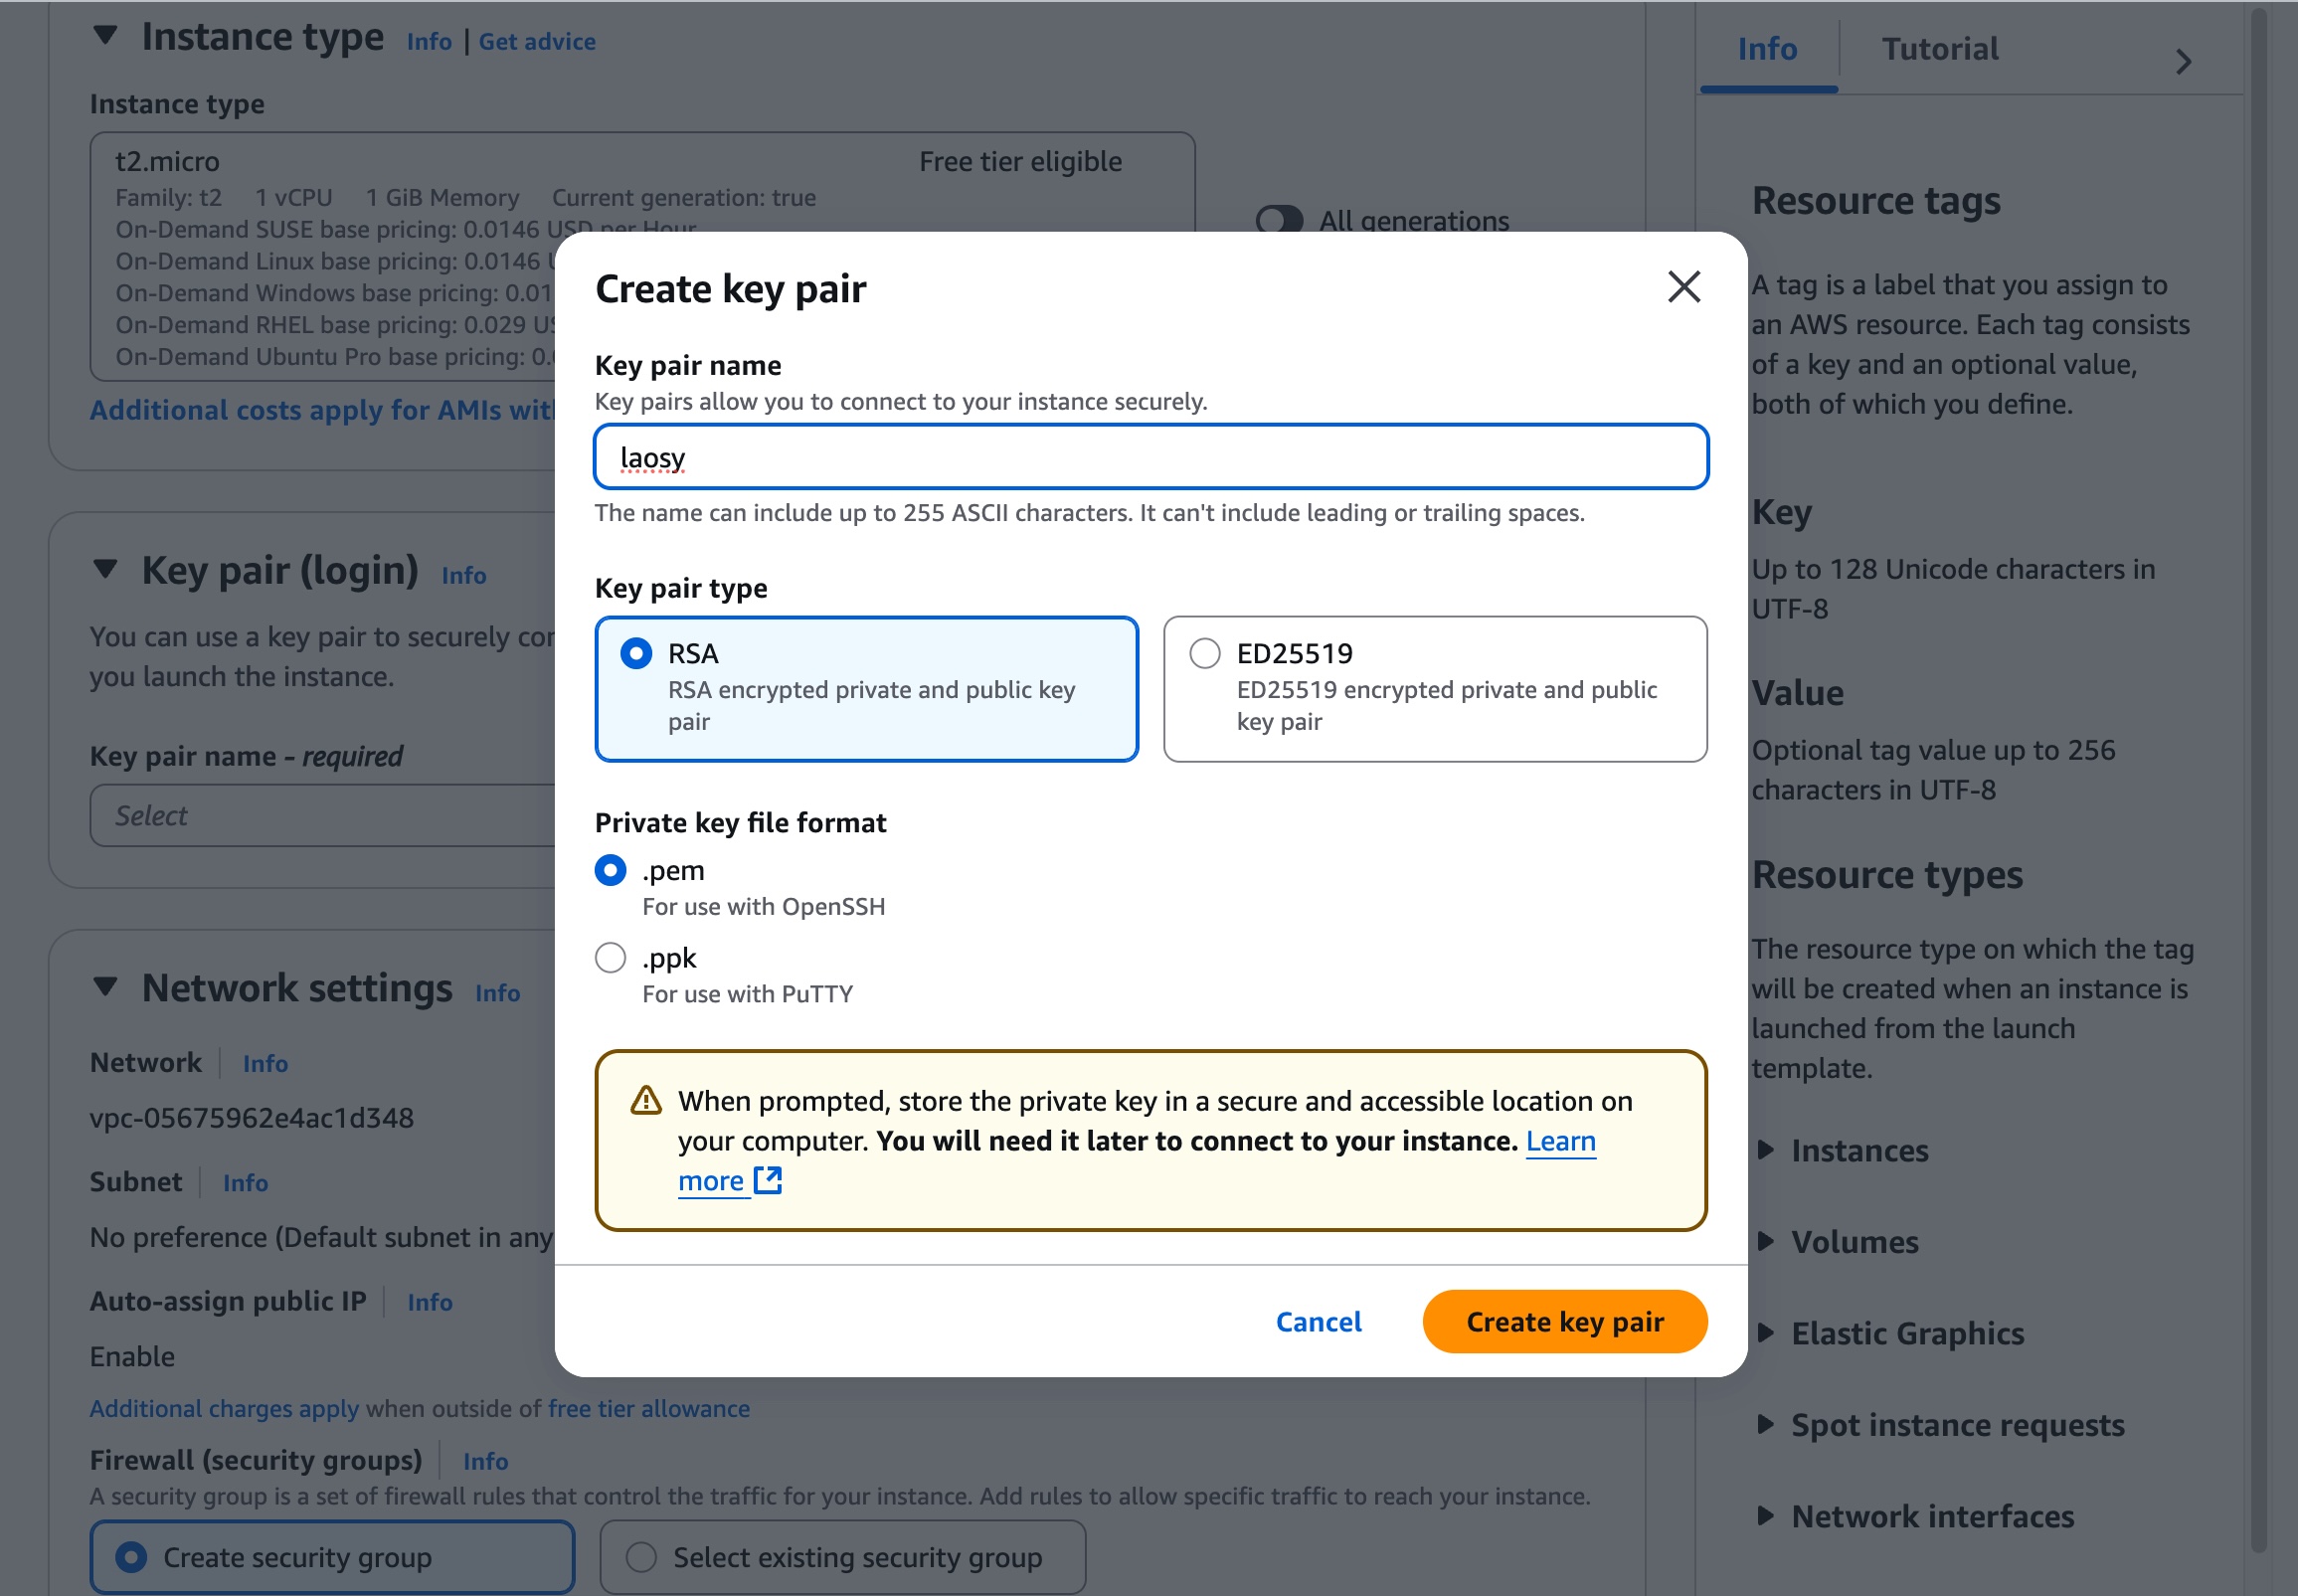 Instance type Info | Get advice
Instance type
t2.micro Free tier eligible
Family: t2 1 vCPU 1 GiB Memory Current generation: true
On-Demand SUSE base pricing: 0.0146 USD per Hour
On-Demand Linux base pricing: 0.0146
On-Demand Windows base pricing:
On-Demand RHEL base pricing: 0.029
On-Demand Ubuntu Pro base pricing:
All generations
Additional costs apply for AMIs
Key pair (login) Info
You can use a key pair to securely
you launch the instance.
Key pair name - required
Select
Network settings Info
Network Info
vpc-05675962e4ac1d348
Subnet Info
No preference (Default subnet in any
Auto-assign public IP Info
Enable
Additional charges apply when outside of free tier allowance
Firewall (security groups) Info
A security group is a set of firewall rules that control the traffic for your instance. Add rules to allow specific traffic to reach your instance.
Create security group
Select existing security group
Create key pair
Key pair name
Key pairs allow you to connect to your instance securely.
laosy
The name can include up to 255 ASCII characters. It can't include leading or trailing spaces.
Key pair type
RSA
RSA encrypted private and public key
pair
ED25519
ED25519 encrypted private and public
key pair
Private key file format
.pem
For use with OpenSSH
.ppk
For use with PuTTY
When prompted, store the private key in a secure and accessible location on
your computer. You will need it later to connect to your instance. Learn
more
Cancel
Create key pair
Info Tutorial
Resource tags
A tag is a label that you assign to
an AWS resource. Each tag consists
of a key and an optional value,
both of which you define.
Key
Up to 128 Unicode characters in
UTF-8
Value
Optional tag value up to 256
characters in UTF-8
Resource types
The resource type on which the tag
will be created when an instance is
launched from the launch
template.
Instances
Volumes
Elastic Graphics
Spot instance requests
Network interfaces